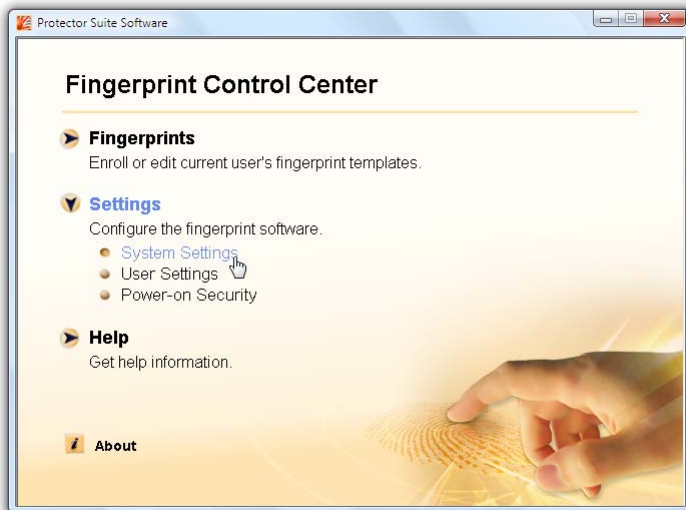 Protector Suite Software
Fingerprint Control Center
Fingerprints
Enroll or edit current user's fingerprint templates.
Settings
Configure the fingerprint software.
System Settings
User Settings
Power-on Security
Help
Get help information.
i About